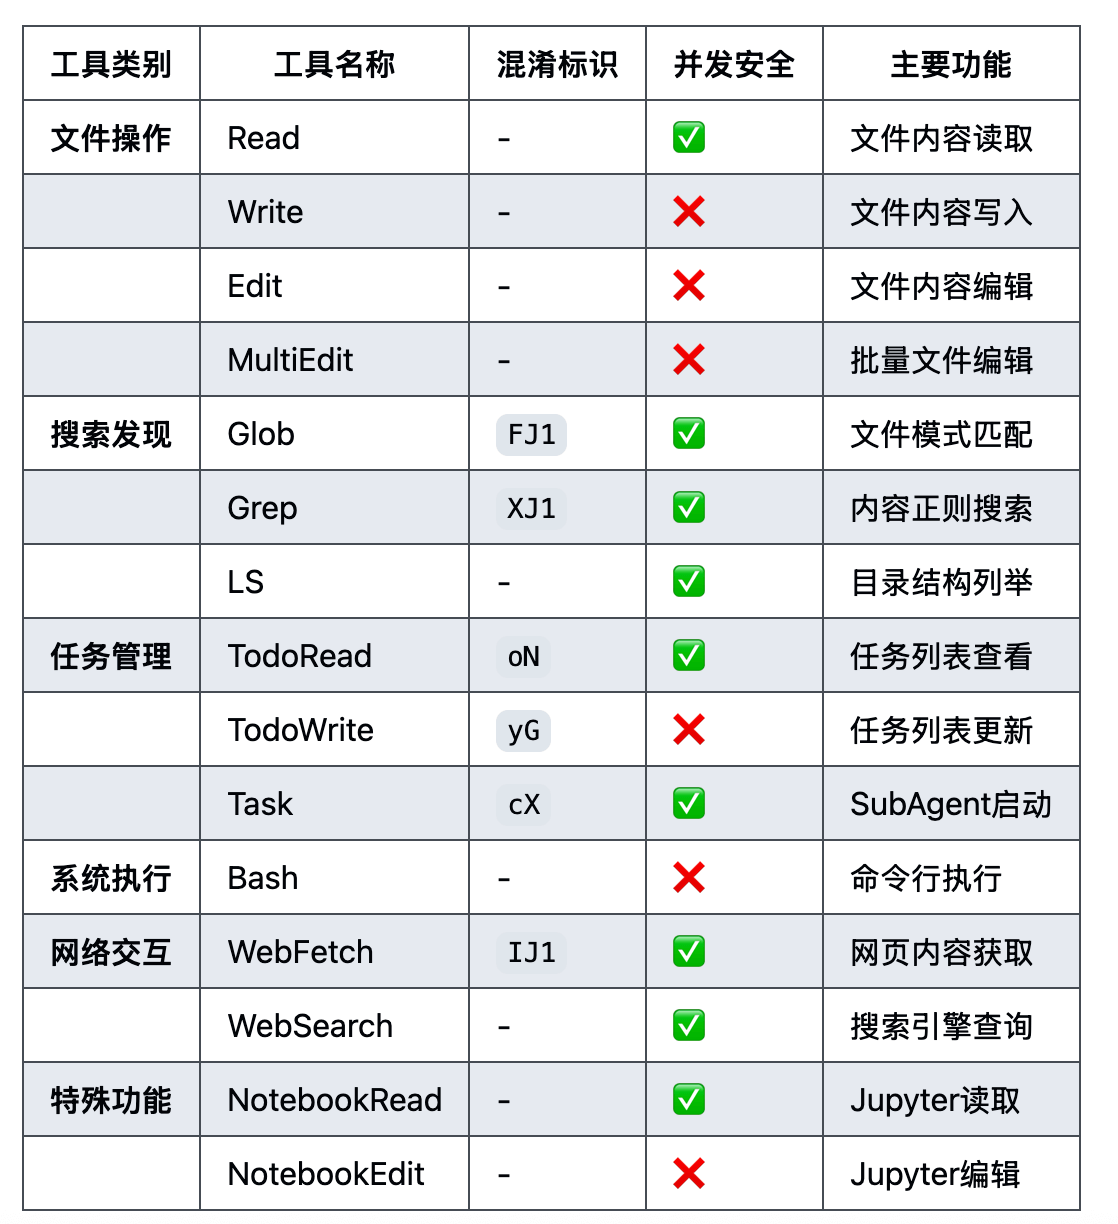 工具类别 工具名称 混淆标识 并发安全 主要功能
文件操作 Read - ✅ 文件内容读取
Write - ❌ 文件内容写入
Edit - ❌ 文件内容编辑
MultiEdit - ❌ 批量文件编辑
搜索发现 Glob FJ1 ✅ 文件模式匹配
Grep XJ1 ✅ 内容正则搜索
LS - ✅ 目录结构列举
任务管理 TodoRead oN ✅ 任务列表查看
TodoWrite yG ❌ 任务列表更新
Task cX ✅ SubAgent启动
系统执行 Bash - ❌ 命令行执行
网络交互 WebFetch IJ1 ✅ 网页内容获取
WebSearch - ✅ 搜索引擎查询
特殊功能 NotebookRead - ✅ Jupyter读取
NotebookEdit - ❌ Jupyter编辑